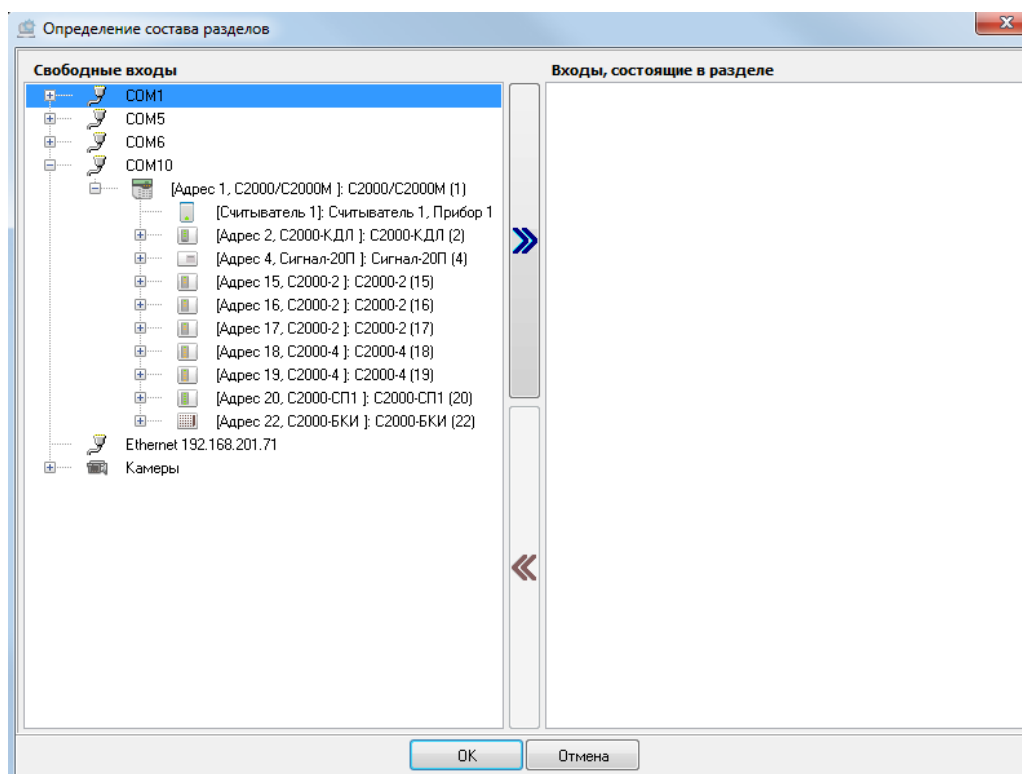 Определение состава разделов
Свободные входы
Входы, состоящие в разделе
COM1
COM5
COM6
COM10
[Адрес 1, С2000/С2000М ]: С2000/С2000М (1)
[Считыватель 1]: Считыватель 1, Прибор 1
[Адрес 2, С2000-КДЛ ]: С2000-КДЛ (2)
[Адрес 4, Сигнал-20П ]: Сигнал-20П (4)
[Адрес 15, С2000-2 ]: С2000-2 (15)
[Адрес 16, С2000-2 ]: С2000-2 (16)
[Адрес 17, С2000-2 ]: С2000-2 (17)
[Адрес 18, С2000-4 ]: С2000-4 (18)
[Адрес 19, С2000-4 ]: С2000-4 (19)
[Адрес 20, С2000-СП1 ]: С2000-СП1 (20)
[Адрес 22, С2000-БКИ ]: С2000-БКИ (22)
Ethernet 192.168.201.71
Камеры
OK
Отмена